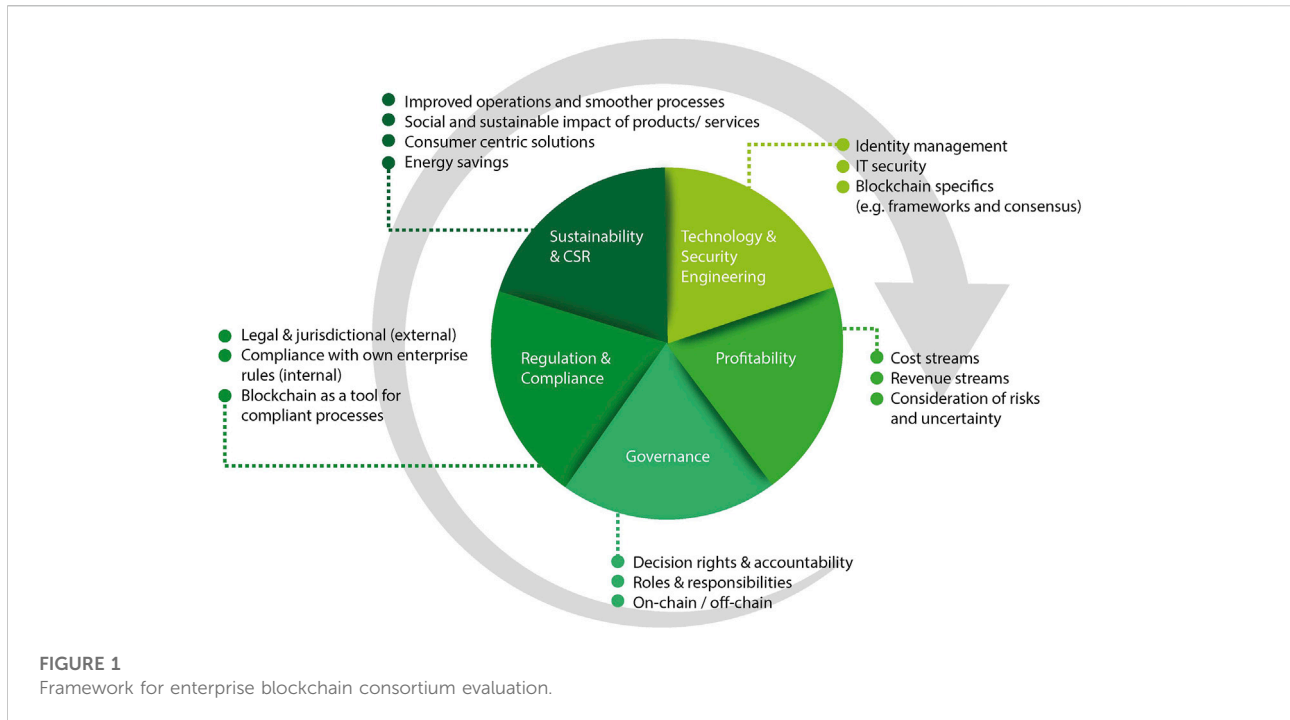 Improved operations and smoother processes
Social and sustainable impact of products/ services
Consumer centric solutions
Energy savings
Identity management
IT security
Blockchain specifics
(e.g. frameworks and consensus)
Sustainability
& CSR
Technology &
Security
Engineering
Legal & jurisdictional (external)
Compliance with own enterprise
rules (internal)
Blockchain as a tool for
compliant processes
Regulation &
Compliance
Profitability
Cost streams
Revenue streams
Consideration of risks
and uncertainty
Governance
Decision rights & accountability
Roles & responsibilities
On-chain / off-chain
FIGURE 1
Framework for enterprise blockchain consortium evaluation.